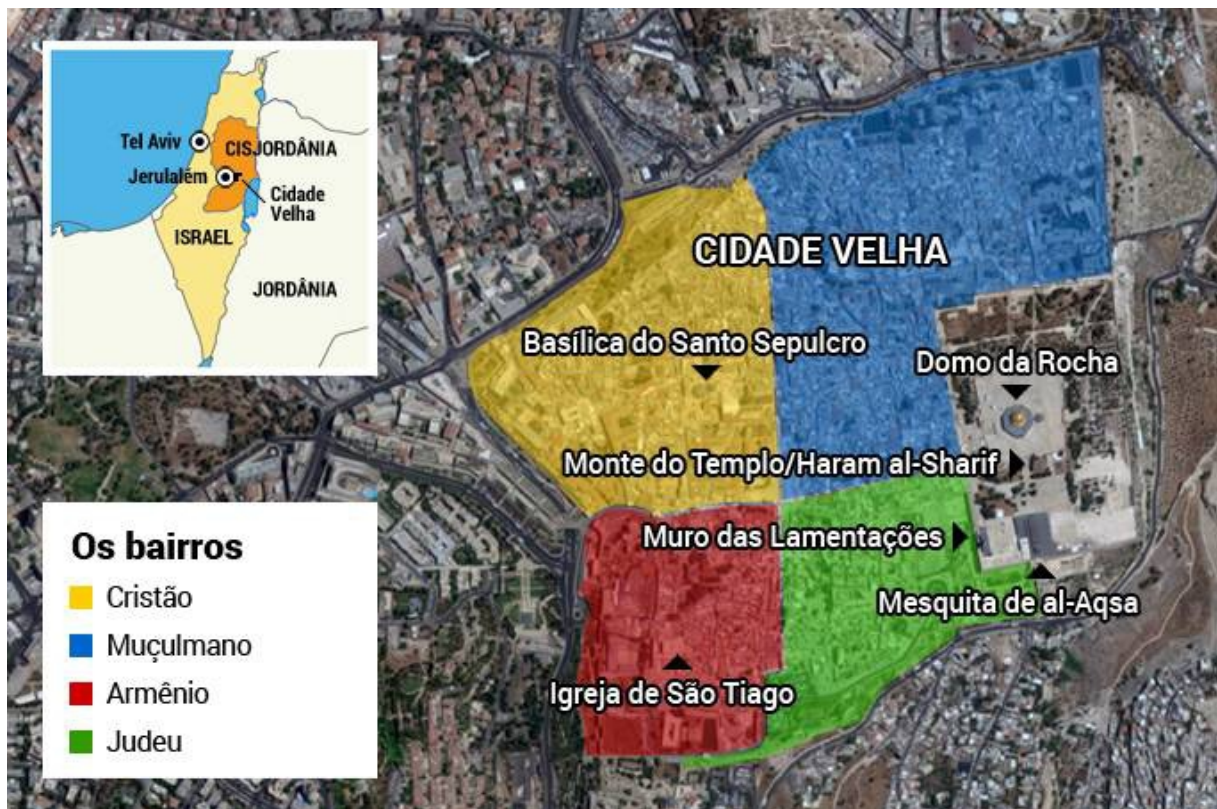 Tel Aviv
CISJORDÂNIA
Jerulalém
Cidade
Velha
ISRAEL
JORDÂNIA
CIDADE VELHA
Basílica do Santo Sepulcro
Domo da Rocha
Monte do Templo/Haram al-Sharif
Muro das Lamentações
Mesquita de al-Aqsa
Igreja de São Tiago
Os bairros
Cristão
Muçulmano
Armênio
Judeu